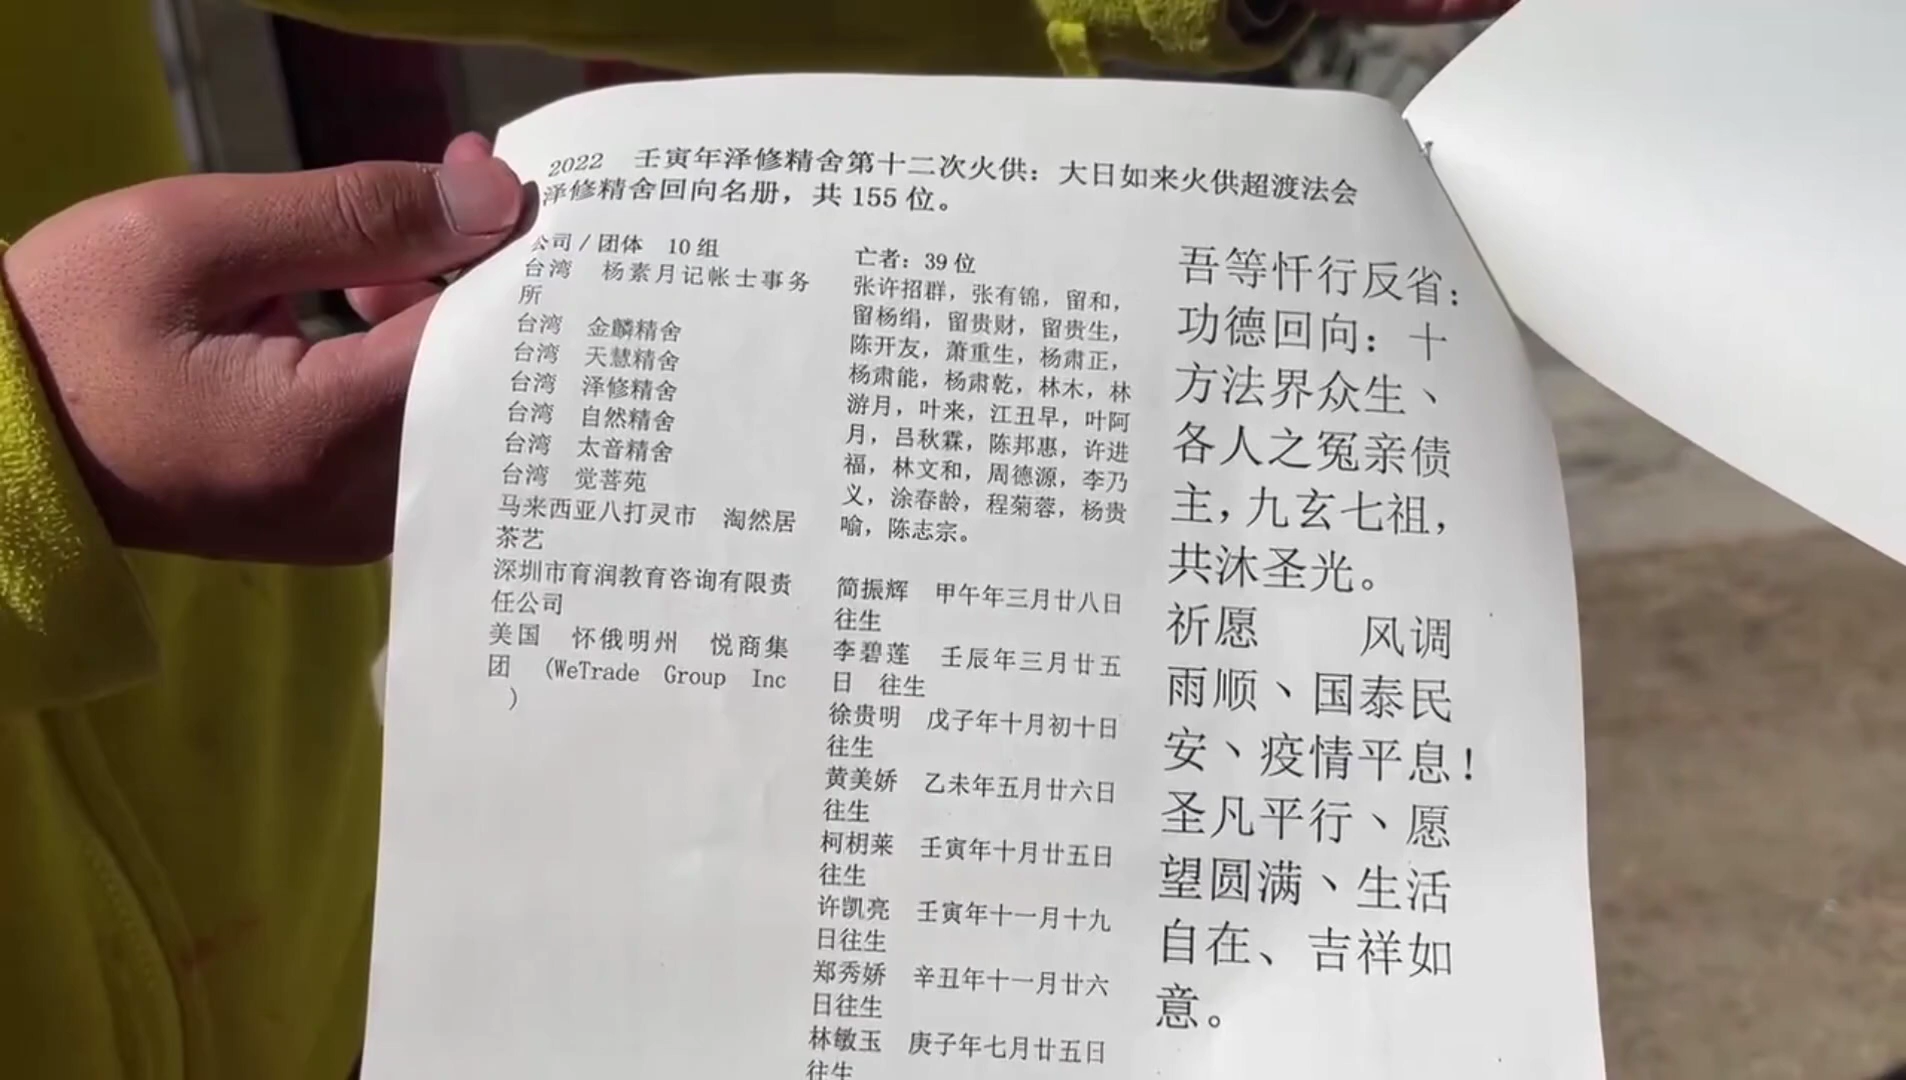 2022 壬寅年泽修精舍第十二次火供：大日如来火供超渡法会
泽修精舍回向名册，共 155 位。
公司/团体 10 组
台湾 杨素月记帐士事务
所
台湾 金麟精舍
台湾 天慧精舍
台湾 泽修精舍
台湾 自然精舍
台湾 太音精舍
台湾 觉菩苑
马来西亚八打灵市 淘然居
茶艺
深圳市育润教育咨询有限责
任公司
美国 怀俄明州 悦商集
团 (WeTrade Group Inc
)
亡者：39 位
张许招群，张有锦，留和，
留杨绢，留贵财，留贵生，
陈开友，萧重生，杨肃正，
杨肃能，杨肃乾，林木，林
游月，叶来，江丑早，叶阿
月，吕秋霖，陈邦惠，许进
福，林文和，周德源，李乃
义，涂春龄，程菊蓉，杨贵
喻，陈志宗。
简振辉 甲午年三月廿八日
往生
李碧莲 壬辰年三月廿五
日 往生
徐贵明 戊子年十月初十日
往生
黄美娇 乙未年五月廿六日
往生
柯枬莱 壬寅年十月廿五日
往生
许凯亮 壬寅年十一月十九
日往生
郑秀娇 辛丑年十一月廿六
日往生
林敏玉 庚子年七月廿五日
往生
吾等忏行反省：
功德回向：十
方法界众生、
各人之冤亲债
主，九玄七祖，
共沐圣光。
祈愿 风调
雨顺、国泰民
安、疫情平息！
圣凡平行、愿
望圆满、生活
自在、吉祥如
意。